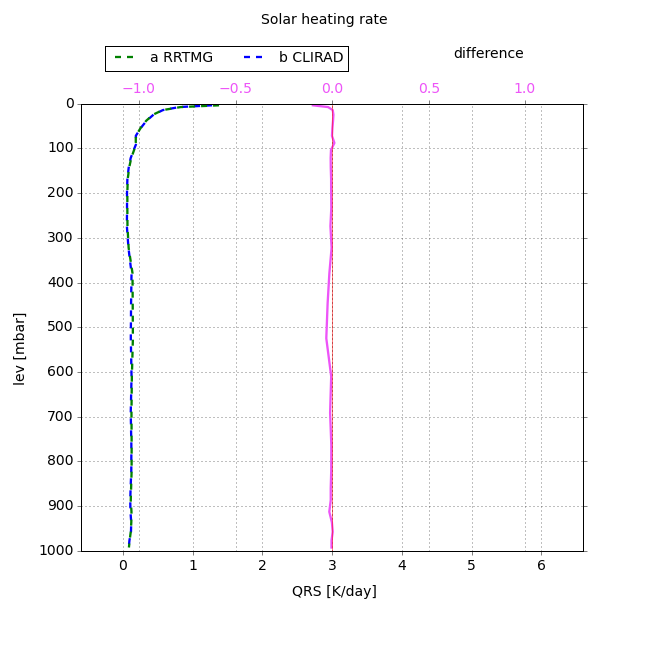 Solar heating rate
a RRTMG b CLIRAD difference
−1.0 −0.5 0.0 0.5 1.0
0
100
200
300
400
500
600
700
800
900
1000
lev [mbar]
0 1 2 3 4 5 6
QRS [K/day]